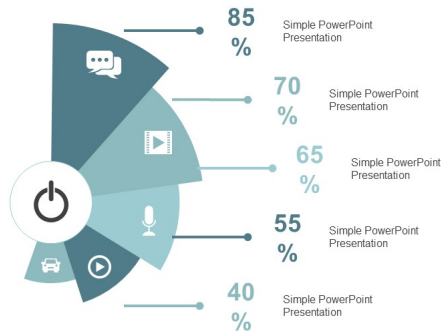 85
%
Simple PowerPoint
Presentation
70
%
Simple PowerPoint
Presentation
65
%
Simple PowerPoint
Presentation
55
%
Simple PowerPoint
Presentation
40
%
Simple PowerPoint
Presentation